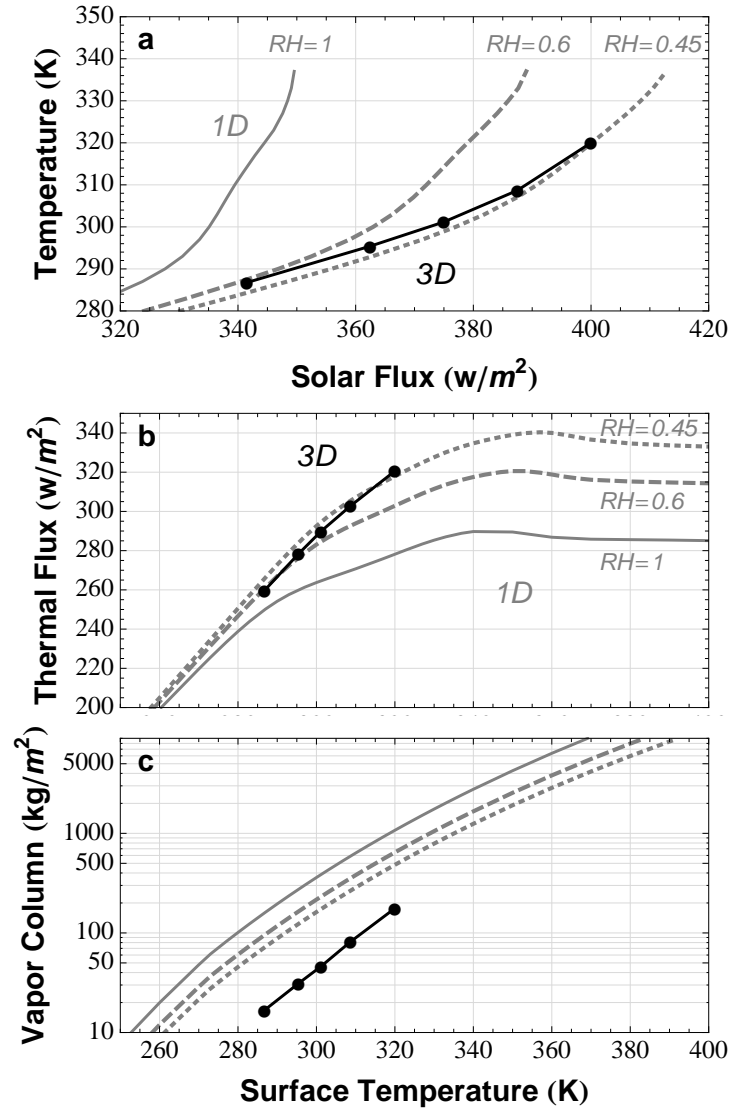 a
RH=1
RH=0.6
RH=0.45
1D
3D
Temperature (K)
350
340
330
320
310
300
290
280
320
340
360
380
400
420
Solar Flux (w/m²)
b
3D
RH=0.45
RH=0.6
RH=1
1D
Thermal Flux (w/m²)
340
320
300
280
260
240
220
200
c
Vapor Column (kg/m²)
5000
1000
500
100
50
10
260
280
300
320
340
360
380
400
Surface Temperature (K)